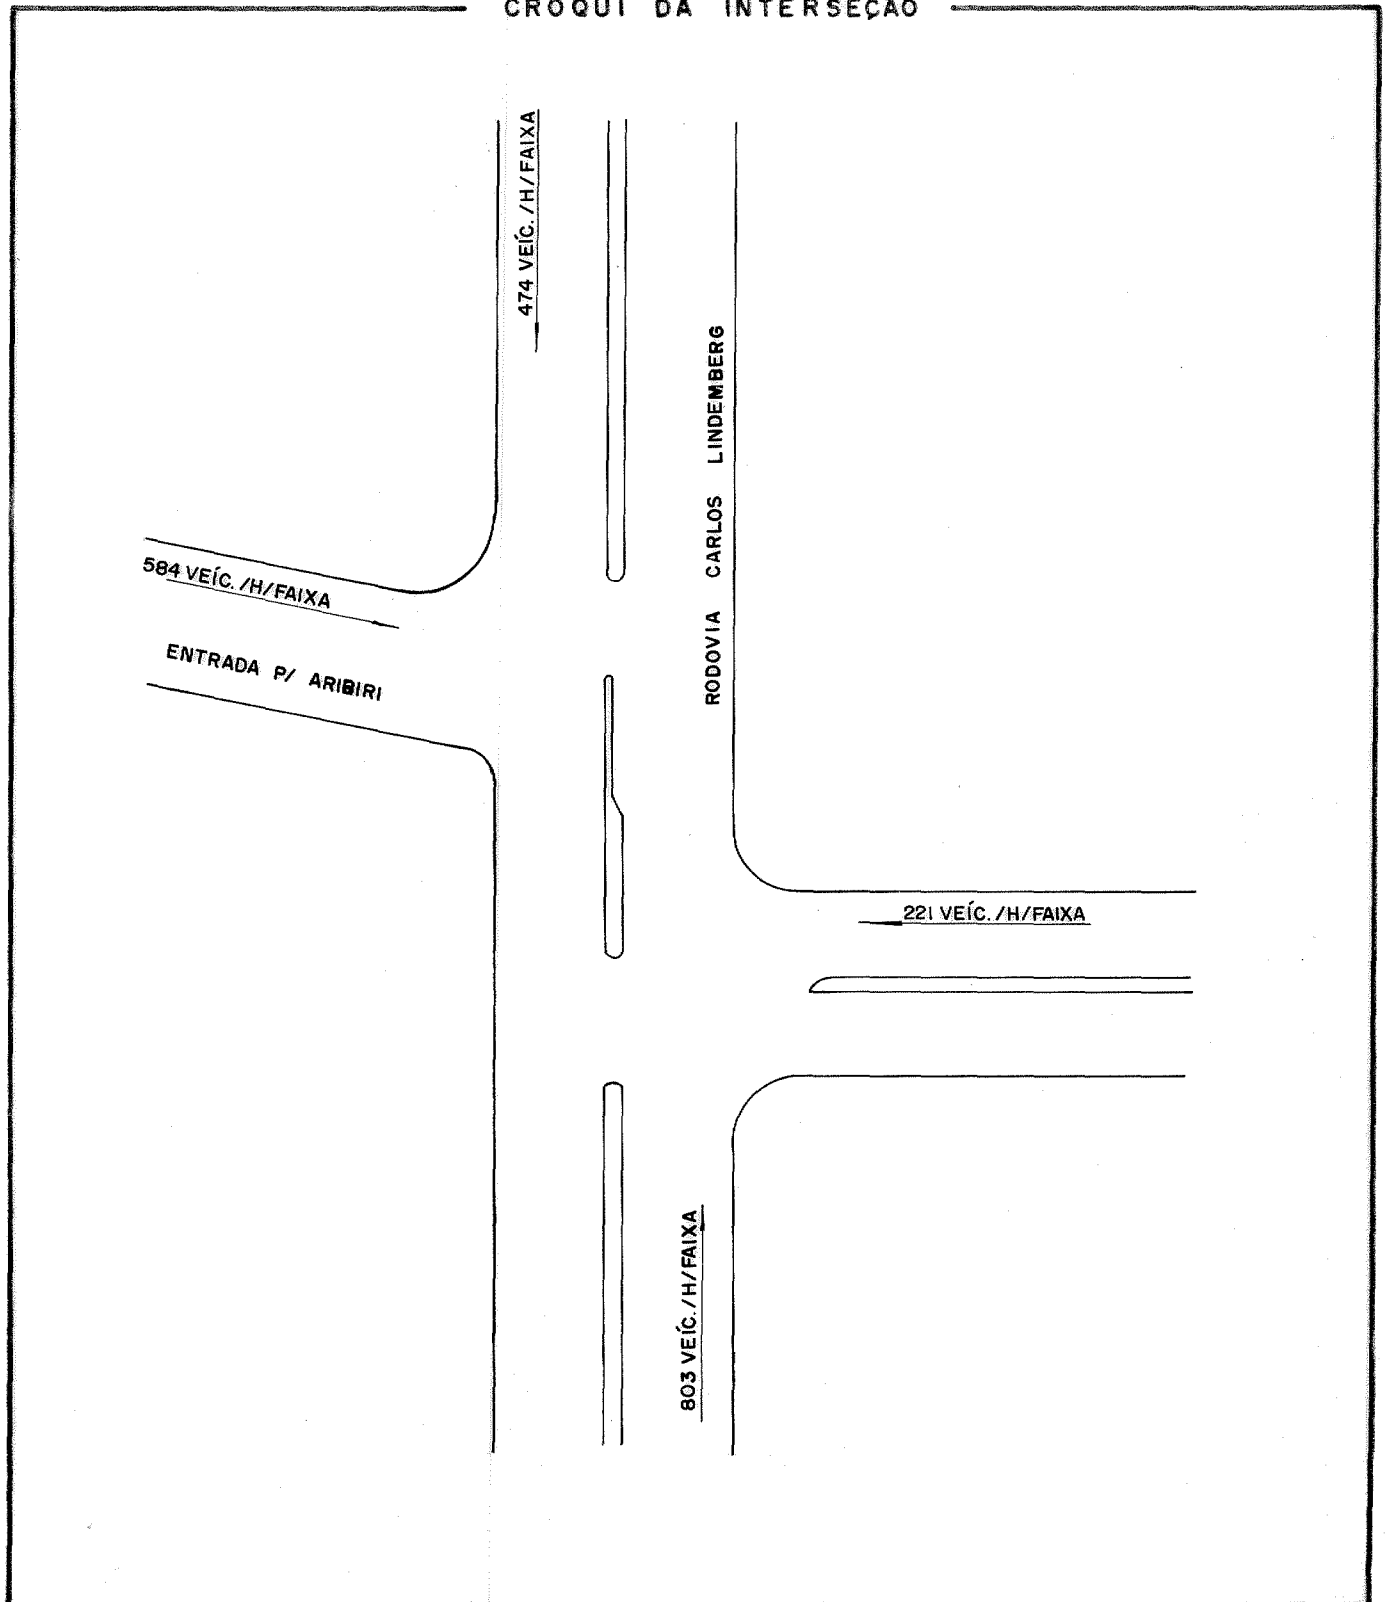 CROQUI DA INTERSEÇÃO
474 VEÍC./H/FAIXA
RODOVIA CARLOS LINDEMBERG
584 VEÍC./H/FAIXA
ENTRADA P/ ARIBIRI
221 VEÍC./H/FAIXA
803 VEÍC./H/FAIXA